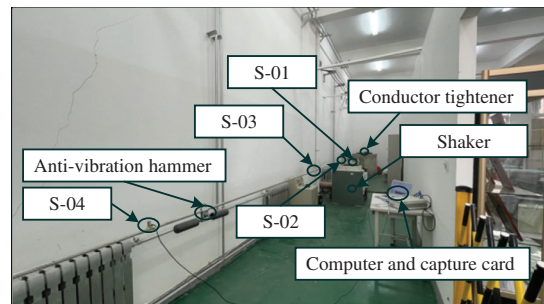 S-01
Conductor tightener
S-03
Shaker
Anti-vibration hammer
S-04
S-02
Computer and capture card